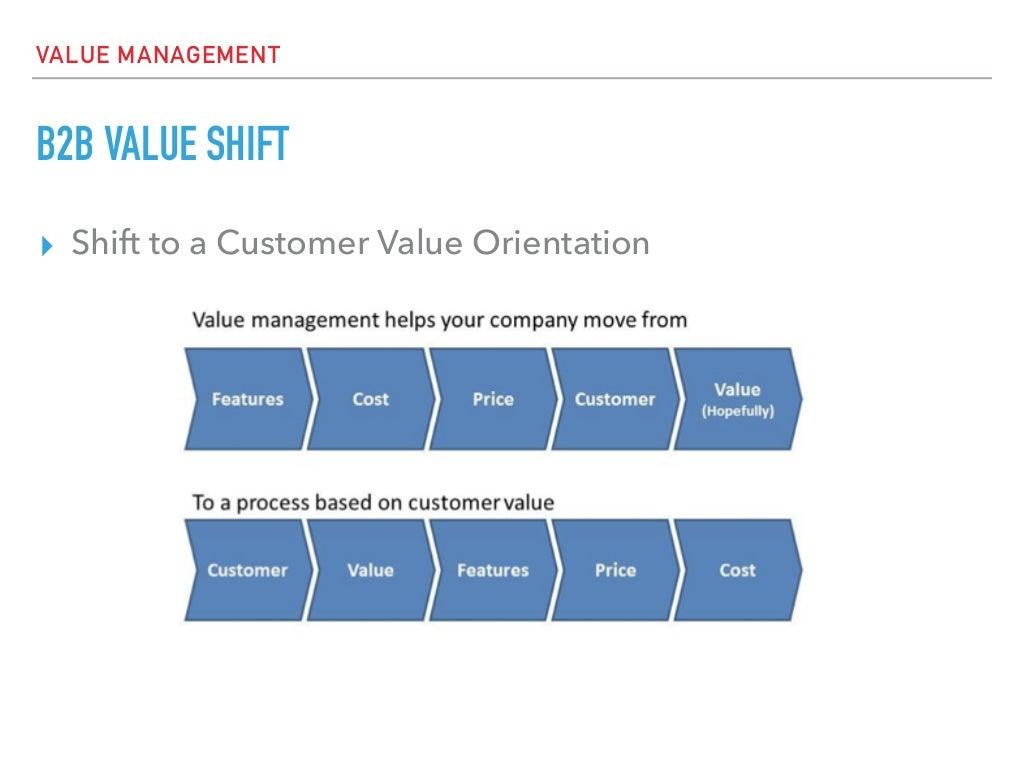 VALUE MANAGEMENT
B2B VALUE SHIFT
Shift to a Customer Value Orientation
Value management helps your company move from
Features Cost Price Customer Value
(Hopefully)
To a process based on customer value
Customer Value Features Price Cost